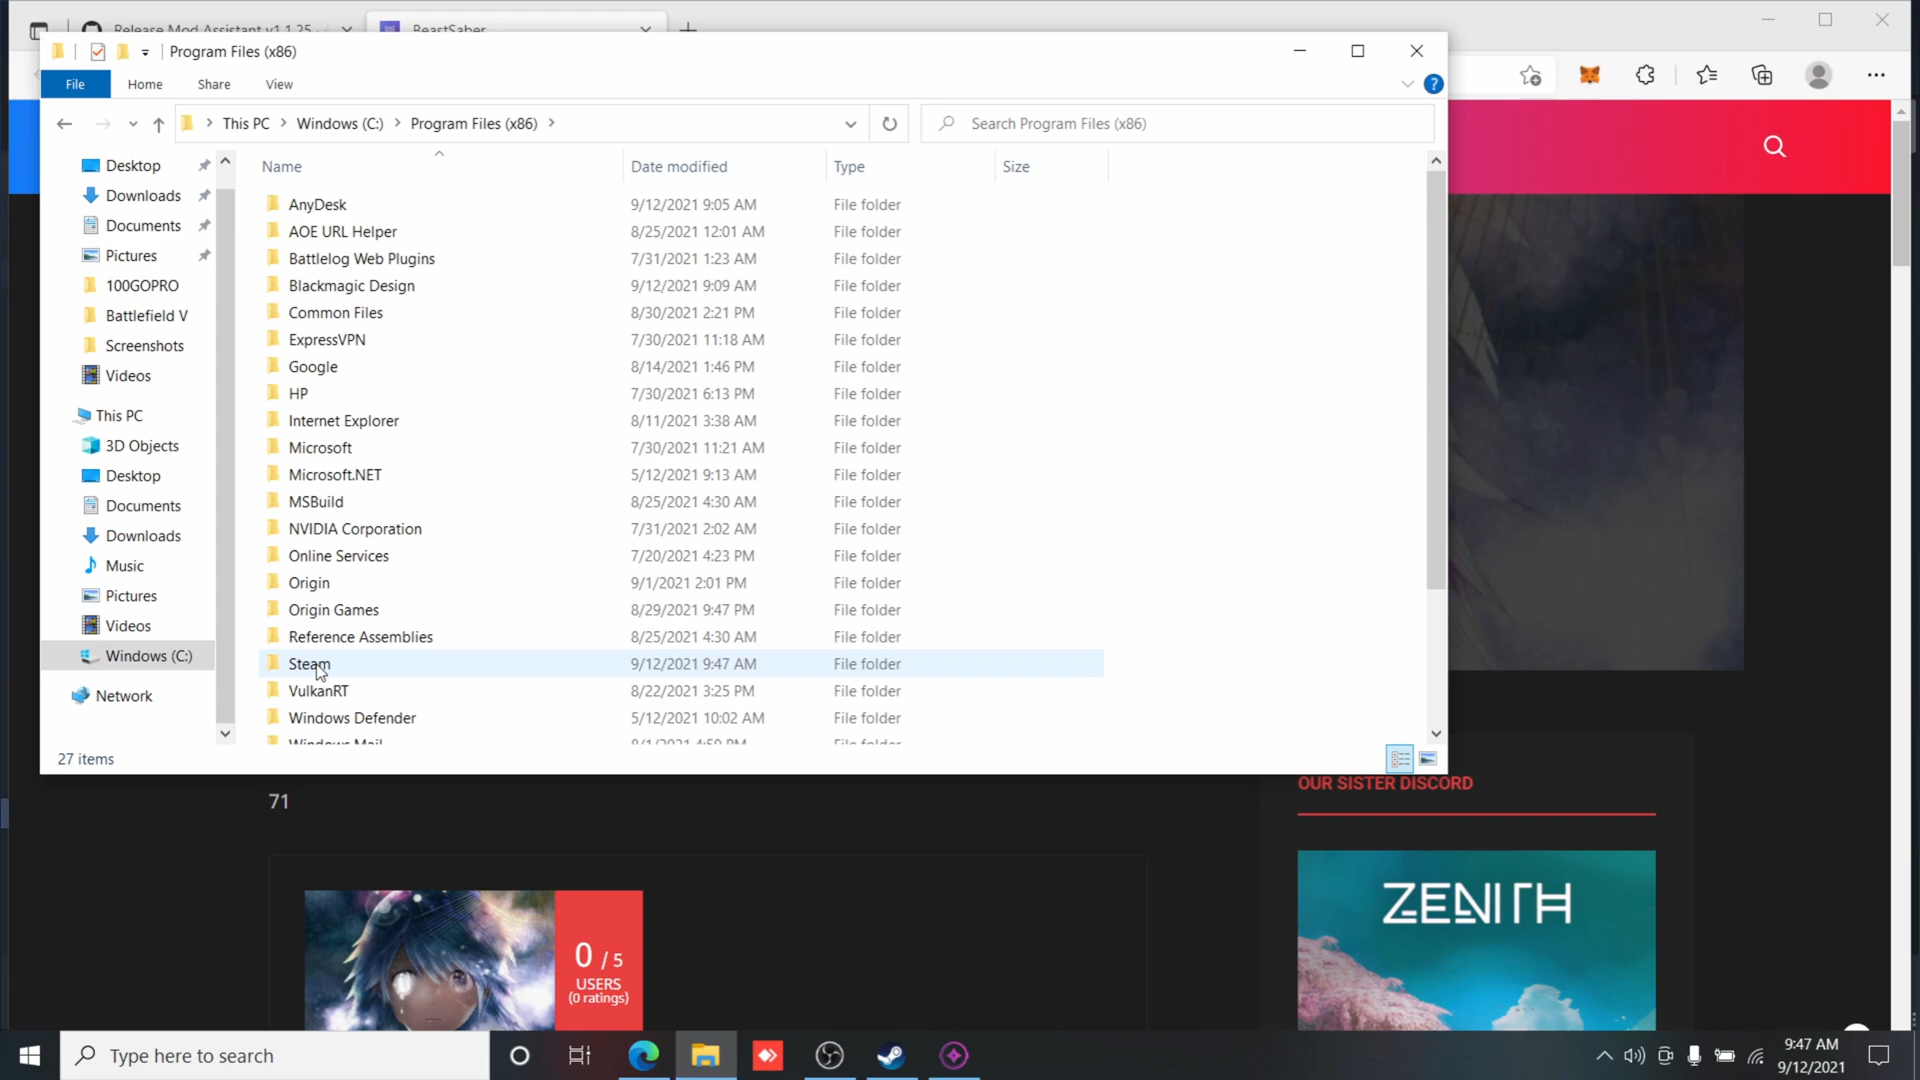 Release Mod Assistant v1.1.25
BeastSaber
Program Files (x86)
File
Home
Share
View
?
This PC
Windows (C:)
Program Files (x86)
Search Program Files (x86)
Name
Date modified
Type
Size
Desktop
Downloads
Documents
Pictures
100GOPRO
Battlefield V
Screenshots
Videos
This PC
3D Objects
Desktop
Documents
Downloads
Music
Pictures
Videos
Windows (C:)
Network
AnyDesk 9/12/2021 9:05 AM File folder
AOE URL Helper 8/25/2021 12:01 AM File folder
Battlelog Web Plugins 7/31/2021 1:23 AM File folder
Blackmagic Design 9/12/2021 9:09 AM File folder
Common Files 8/30/2021 2:21 PM File folder
ExpressVPN 7/30/2021 11:18 AM File folder
Google 8/14/2021 1:46 PM File folder
HP 7/30/2021 6:13 PM File folder
Internet Explorer 8/11/2021 3:38 AM File folder
Microsoft 7/30/2021 11:21 AM File folder
Microsoft.NET 5/12/2021 9:13 AM File folder
MSBuild 8/25/2021 4:30 AM File folder
NVIDIA Corporation 7/31/2021 2:02 AM File folder
Online Services 7/20/2021 4:23 PM File folder
Origin 9/1/2021 2:01 PM File folder
Origin Games 8/29/2021 9:47 PM File folder
Reference Assemblies 8/25/2021 4:30 AM File folder
Steam 9/12/2021 9:47 AM File folder
VulkanRT 8/22/2021 3:25 PM File folder
Windows Defender 5/12/2021 10:02 AM File folder
Windows Mail 8/1/2021 4:59 PM File folder
27 items
71
OUR SISTER DISCORD
ZENITH
0 / 5
USERS
(0 ratings)
Type here to search
9:47 AM
9/12/2021